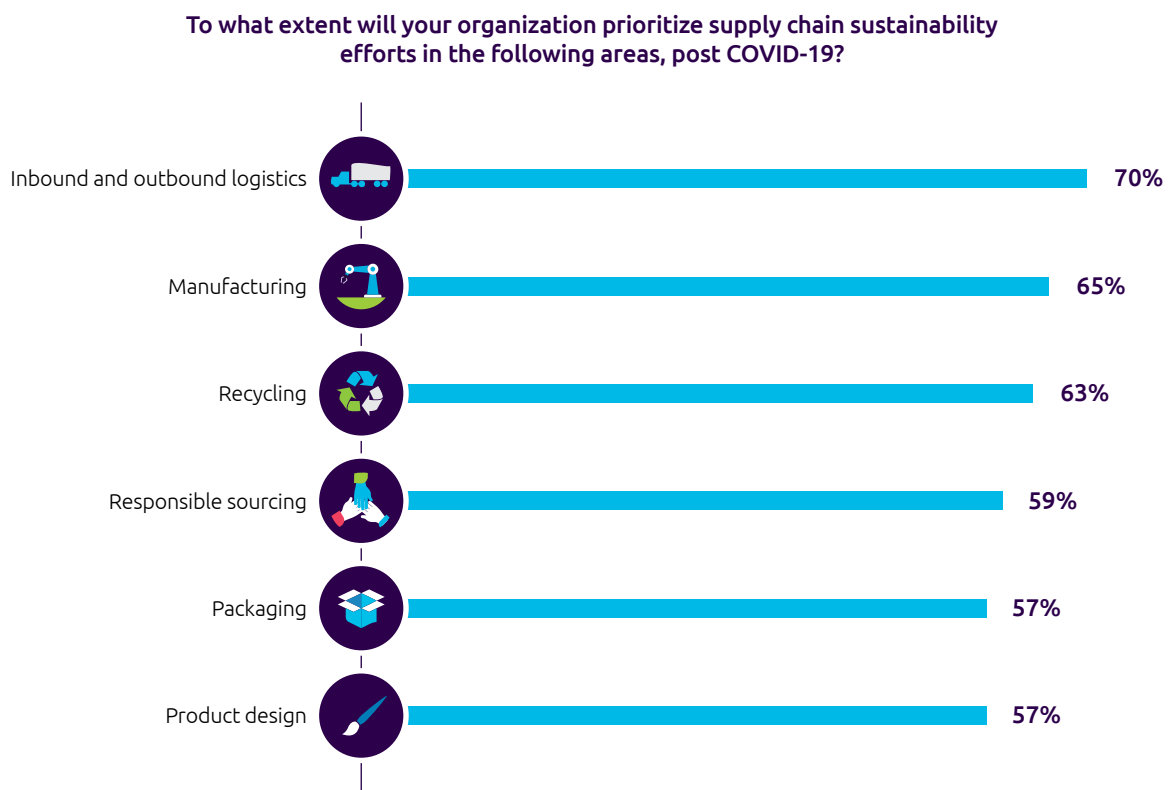 To what extent will your organization prioritize supply chain sustainability
efforts in the following areas, post COVID-19?
Inbound and outbound logistics 70%
Manufacturing 65%
Recycling 63%
Responsible sourcing 59%
Packaging 57%
Product design 57%